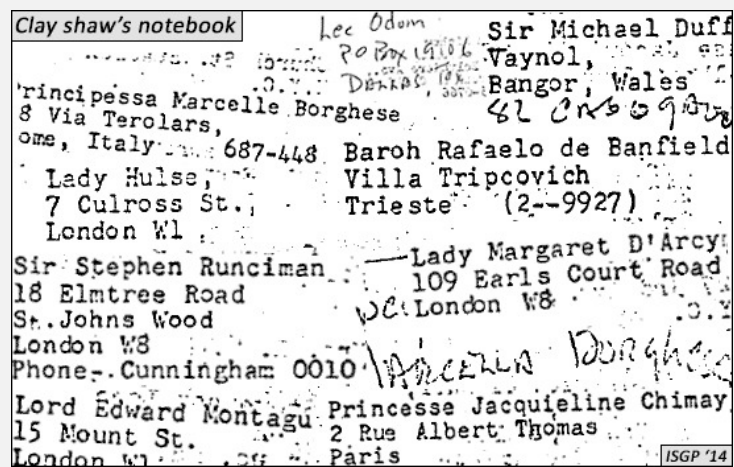 Clay shaw's notebook
Lee Odom
PO Box 19106
Dallas, Tex
Sir Michael Duff
Vaynol,
Bangor, Wales
82
rincipessa Marcelle Borghese
8 Via Terolars,
ome, Italy 687-448
Baroh Rafaelo de Banfield
Villa Tripcovich
Trieste (2--9927)
Lady Hulse,
7 Culross St.,
London W1
Lady Margaret D'Arcy
109 Earls Court Road
London W8
Sir Stephen Runciman
18 Elmtree Road
St. Johns Wood
London W8
Phone-. Cunningham 0010
Lord Edward Montagu
15 Mount St.
London W1
Princesse Jacquieline Chimay
2 Rue Albert Thomas
Paris
ISGP '14